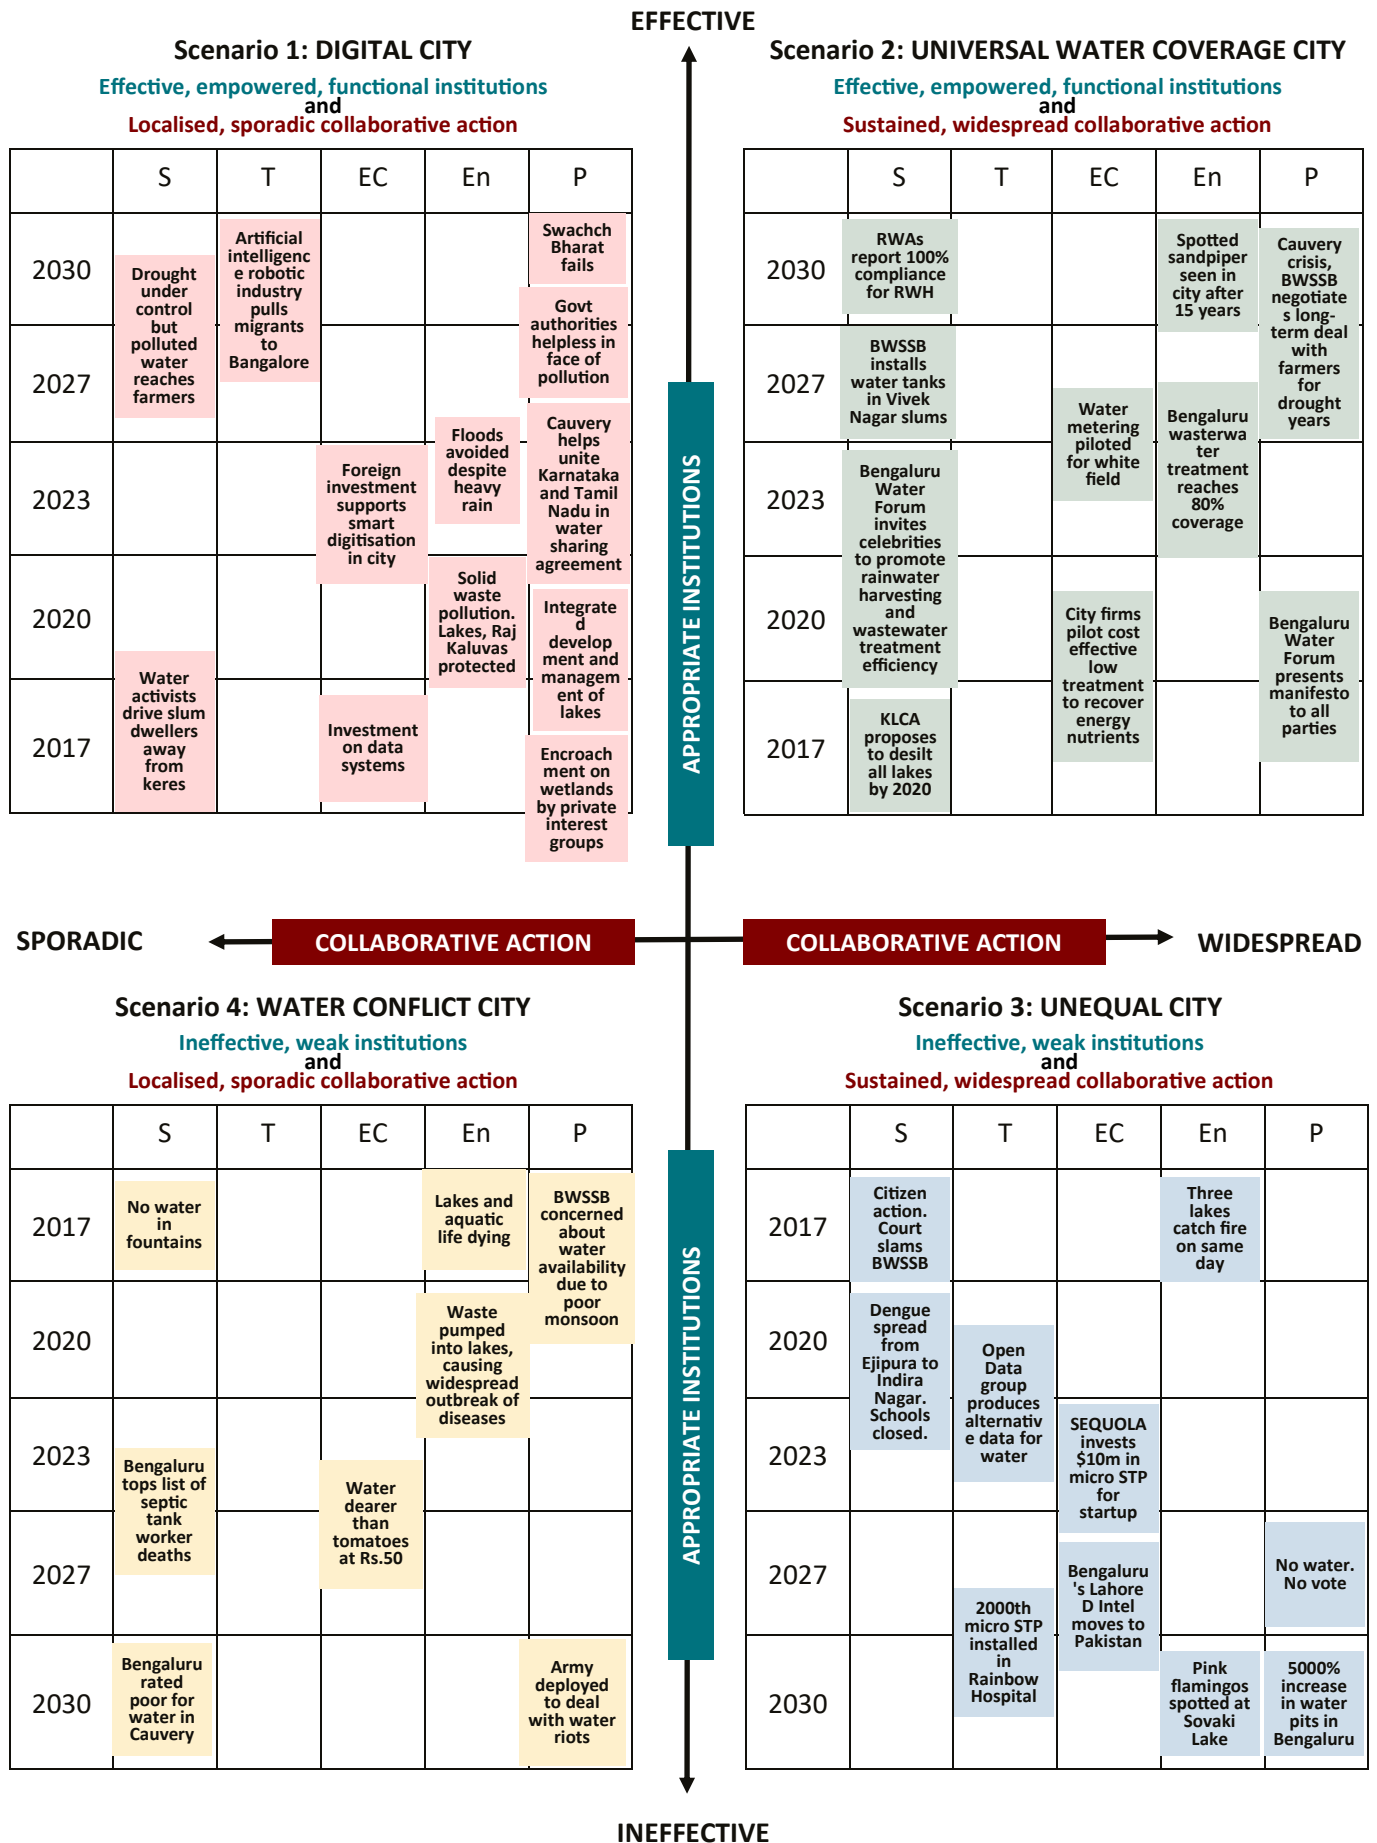 EFFECTIVE
Scenario 1: DIGITAL CITY
Effective, empowered, functional institutions
and
Localised, sporadic collaborative action
S T EC En P
2030
2027
2023
2020
2017
Drought
under
control
but
polluted
water
reaches
farmers
Water
activists
drive slum
dwellers
away
from
keres
Artificial
intelligenc
e robotic
industry
pulls
migrants
to
Bangalore
Foreign
investment
supports
smart
digitisation
in city
Investment
on data
systems
Floods
avoided
despite
heavy
rain
Solid
waste
pollution.
Lakes, Raj
Kaluvas
protected
Swachch
Bharat
fails
Govt
authorities
helpless in
face of
pollution
Cauvery
helps
unite
Karnataka
and Tamil
Nadu in
water
sharing
agreement
Integrate
d
develop
ment and
managem
ent of
lakes
Encroach
ment on
wetlands
by private
interest
groups
Scenario 2: UNIVERSAL WATER COVERAGE CITY
Effective, empowered, functional institutions
and
Sustained, widespread collaborative action
S T EC En P
2030
2027
2023
2020
2017
RWAs
report 100%
compliance
for RWH
BWSSB
installs
water tanks
in Vivek
Nagar slums
Bengaluru
Water
Forum
invites
celebrities
to promote
rainwater
harvesting
and
wastewater
treatment
efficiency
KLCA
proposes
to desilt
all lakes
by 2020
Water
metering
piloted
for white
field
City firms
pilot cost
effective
low
treatment
to recover
energy
nutrients
Spotted
sandpiper
seen in
city after
15 years
Bengaluru
wasterwa
ter
treatment
reaches
80%
coverage
Cauvery
crisis,
BWSSB
negotiate
s long-
term deal
with
farmers
for
drought
years
Bengaluru
Water
Forum
presents
manifesto
to all
parties
APPROPRIATE INSTITUTIONS
SPORADIC
COLLABORATIVE ACTION
COLLABORATIVE ACTION
WIDESPREAD
Scenario 4: WATER CONFLICT CITY
Ineffective, weak institutions
and
Localised, sporadic collaborative action
S T EC En P
2017
2020
2023
2027
2030
No water
in
fountains
Bengaluru
tops list of
septic
tank
worker
deaths
Bengaluru
rated
poor for
water in
Cauvery
Water
dearer
than
tomatoes
at Rs.50
Lakes and
aquatic
life dying
Waste
pumped
into lakes,
causing
widespread
outbreak of
diseases
BWSSB
concerned
about
water
availability
due to
poor
monsoon
Army
deployed
to deal
with water
riots
Scenario 3: UNEQUAL CITY
Ineffective, weak institutions
and
Sustained, widespread collaborative action
S T EC En P
2017
2020
2023
2027
2030
Citizen
action.
Court
slams
BWSSB
Dengue
spread
from
Ejipura to
Indira
Nagar.
Schools
closed.
Open
Data
group
produces
alternativ
e data for
water
2000th
micro STP
installed
in
Rainbow
Hospital
SEQUOLA
invests
$10m in
micro STP
for
startup
Bengaluru
's Lahore
D Intel
moves to
Pakistan
Three
lakes
catch fire
on same
day
Pink
flamingos
spotted at
Sovaki
Lake
No water.
No vote
5000%
increase
in water
pits in
Bengaluru
APPROPRIATE INSTITUTIONS
INEFFECTIVE